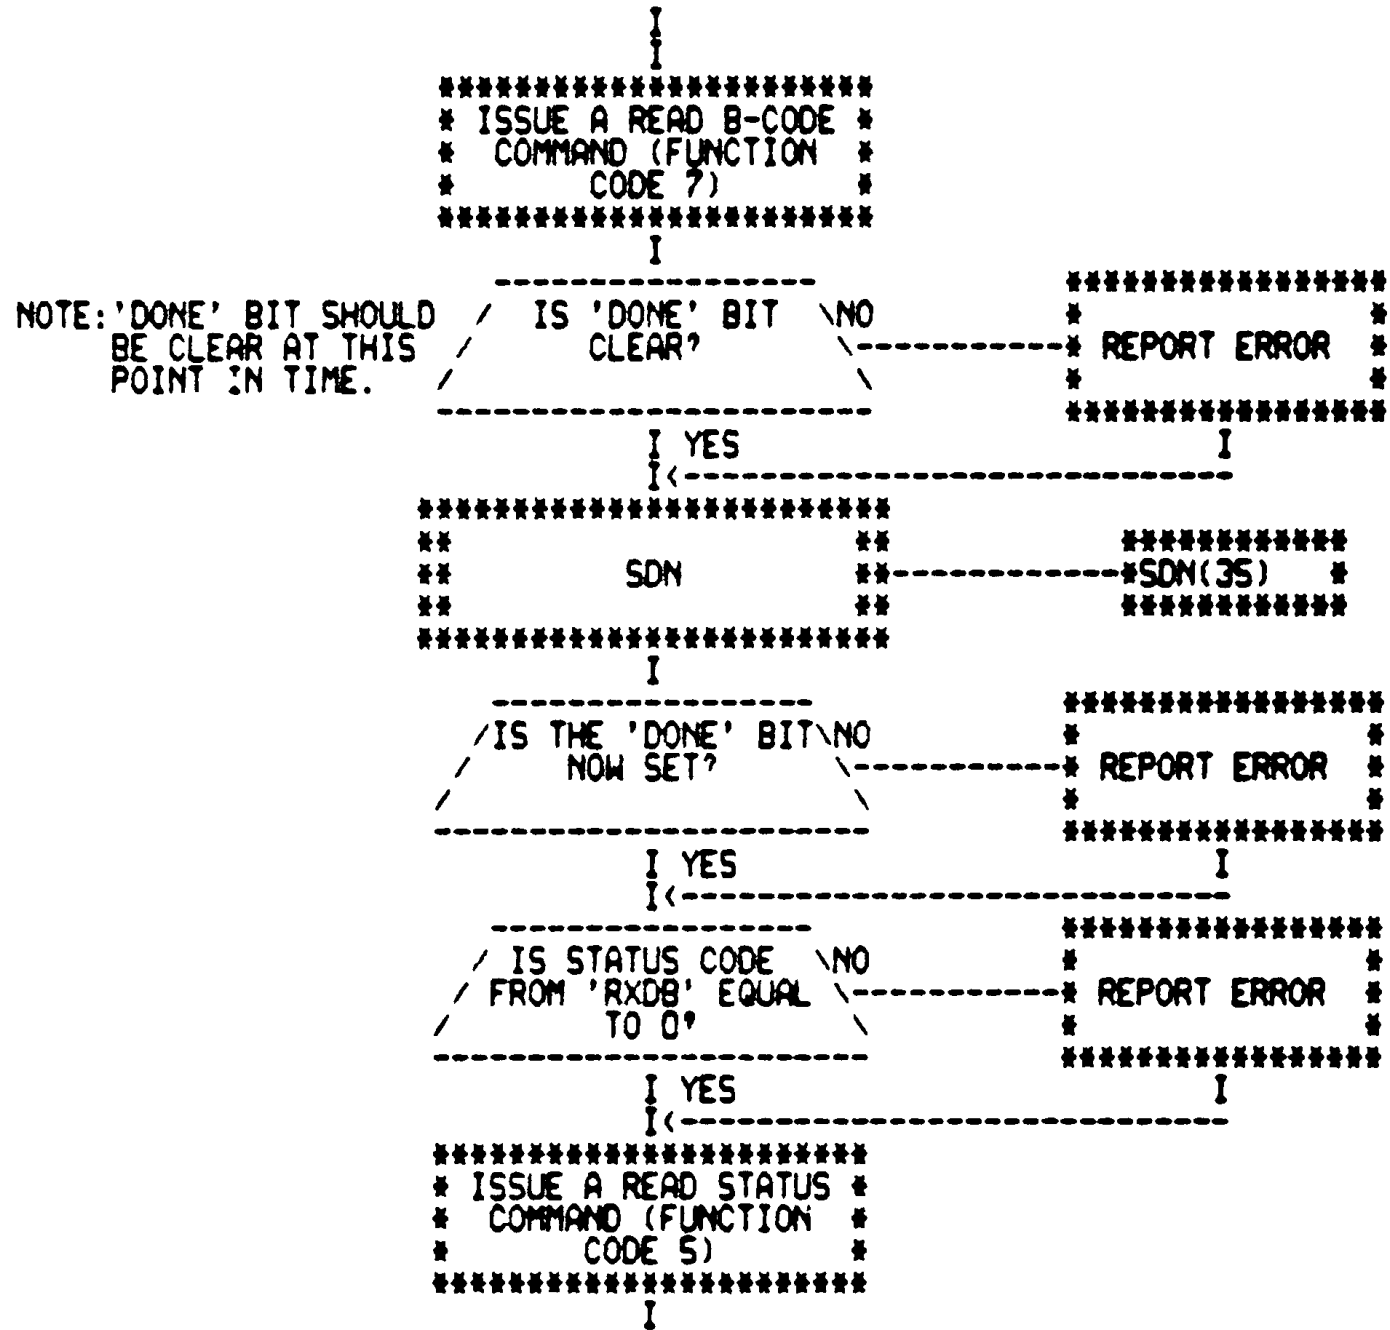 ISSUE A READ B-CODE
COMMAND (FUNCTION
CODE 7)
NOTE:'DONE' BIT SHOULD
BE CLEAR AT THIS
POINT IN TIME.
IS 'DONE' BIT
CLEAR?
NO
REPORT ERROR
YES
SDN
SDN(35)
IS THE 'DONE' BIT
NOW SET?
NO
REPORT ERROR
YES
IS STATUS CODE
FROM 'RXDB' EQUAL
TO 0?
NO
REPORT ERROR
YES
ISSUE A READ STATUS
COMMAND (FUNCTION
CODE 5)